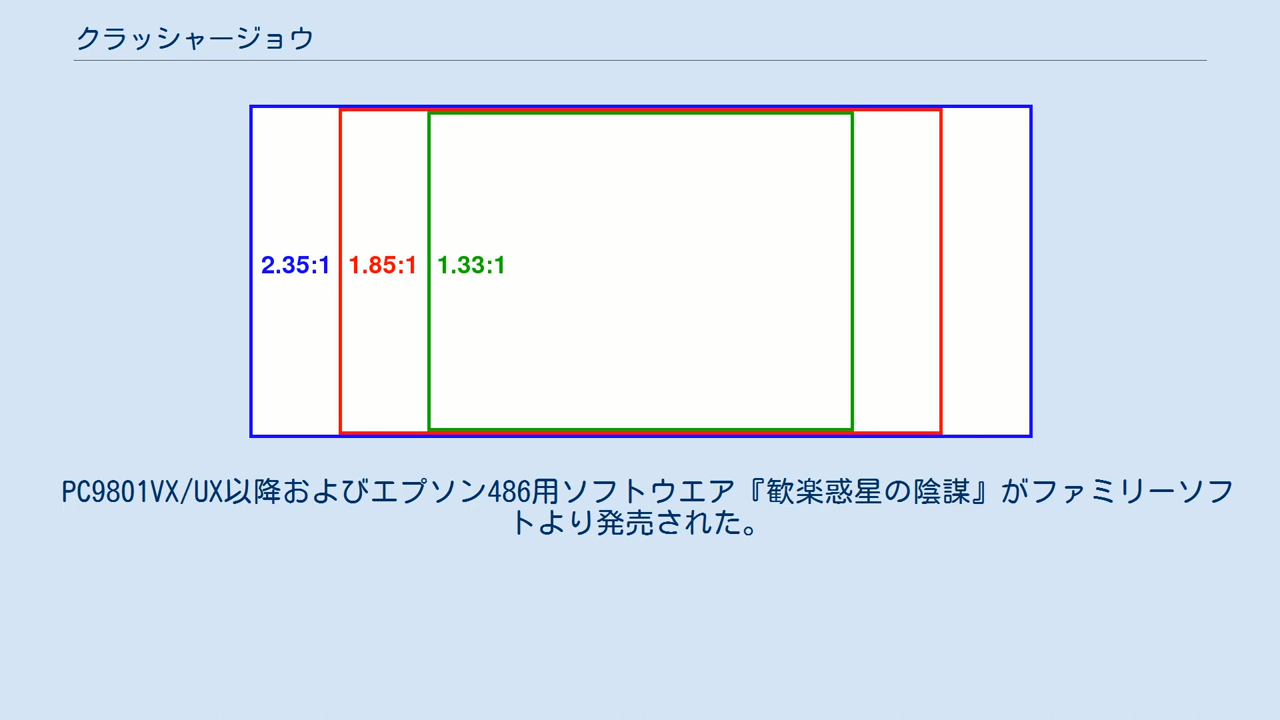 クラッシャージョウ
2.35:1
1.85:1
1.33:1
PC9801VX/UX以降およびエプソン486用ソフトウエア『歓楽惑星の陰謀』がファミリーソフ
トより発売された。